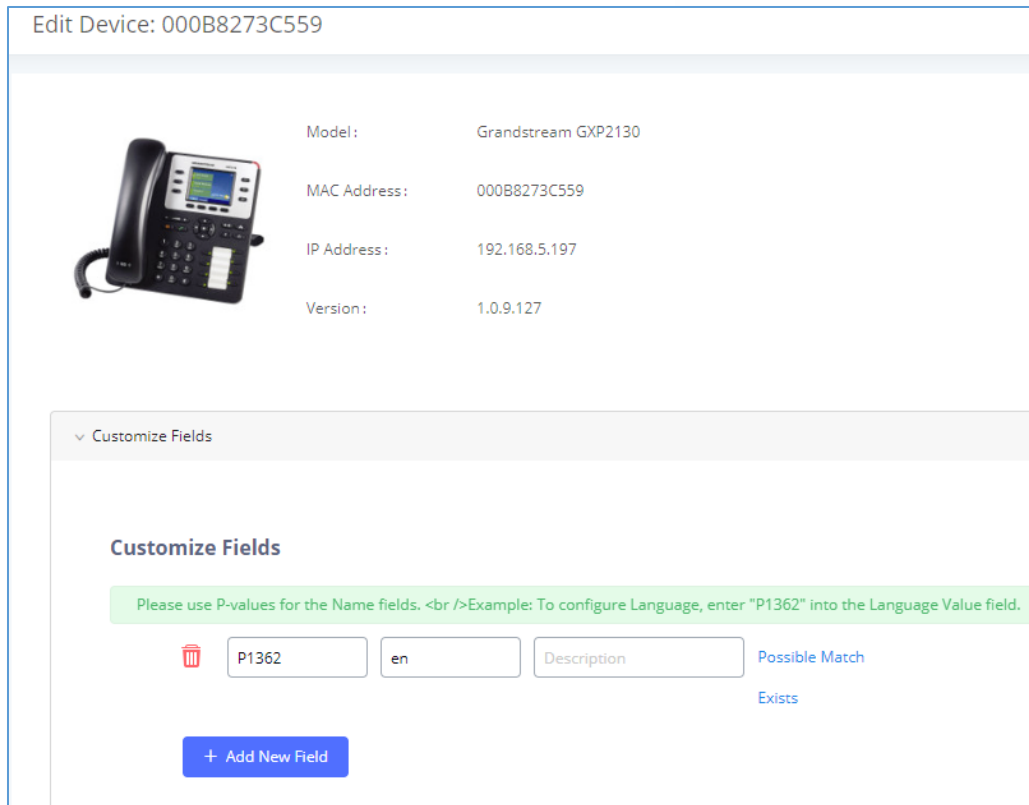 Edit Device: 000B8273C559
Model: Grandstream GXP2130
MAC Address: 000B8273C559
IP Address: 192.168.5.197
Version: 1.0.9.127
Customize Fields
Customize Fields
Please use P-values for the Name fields. <br />Example: To configure Language, enter "P1362" into the Language Value field.
P1362 en Description Possible Match
Exists
+ Add New Field